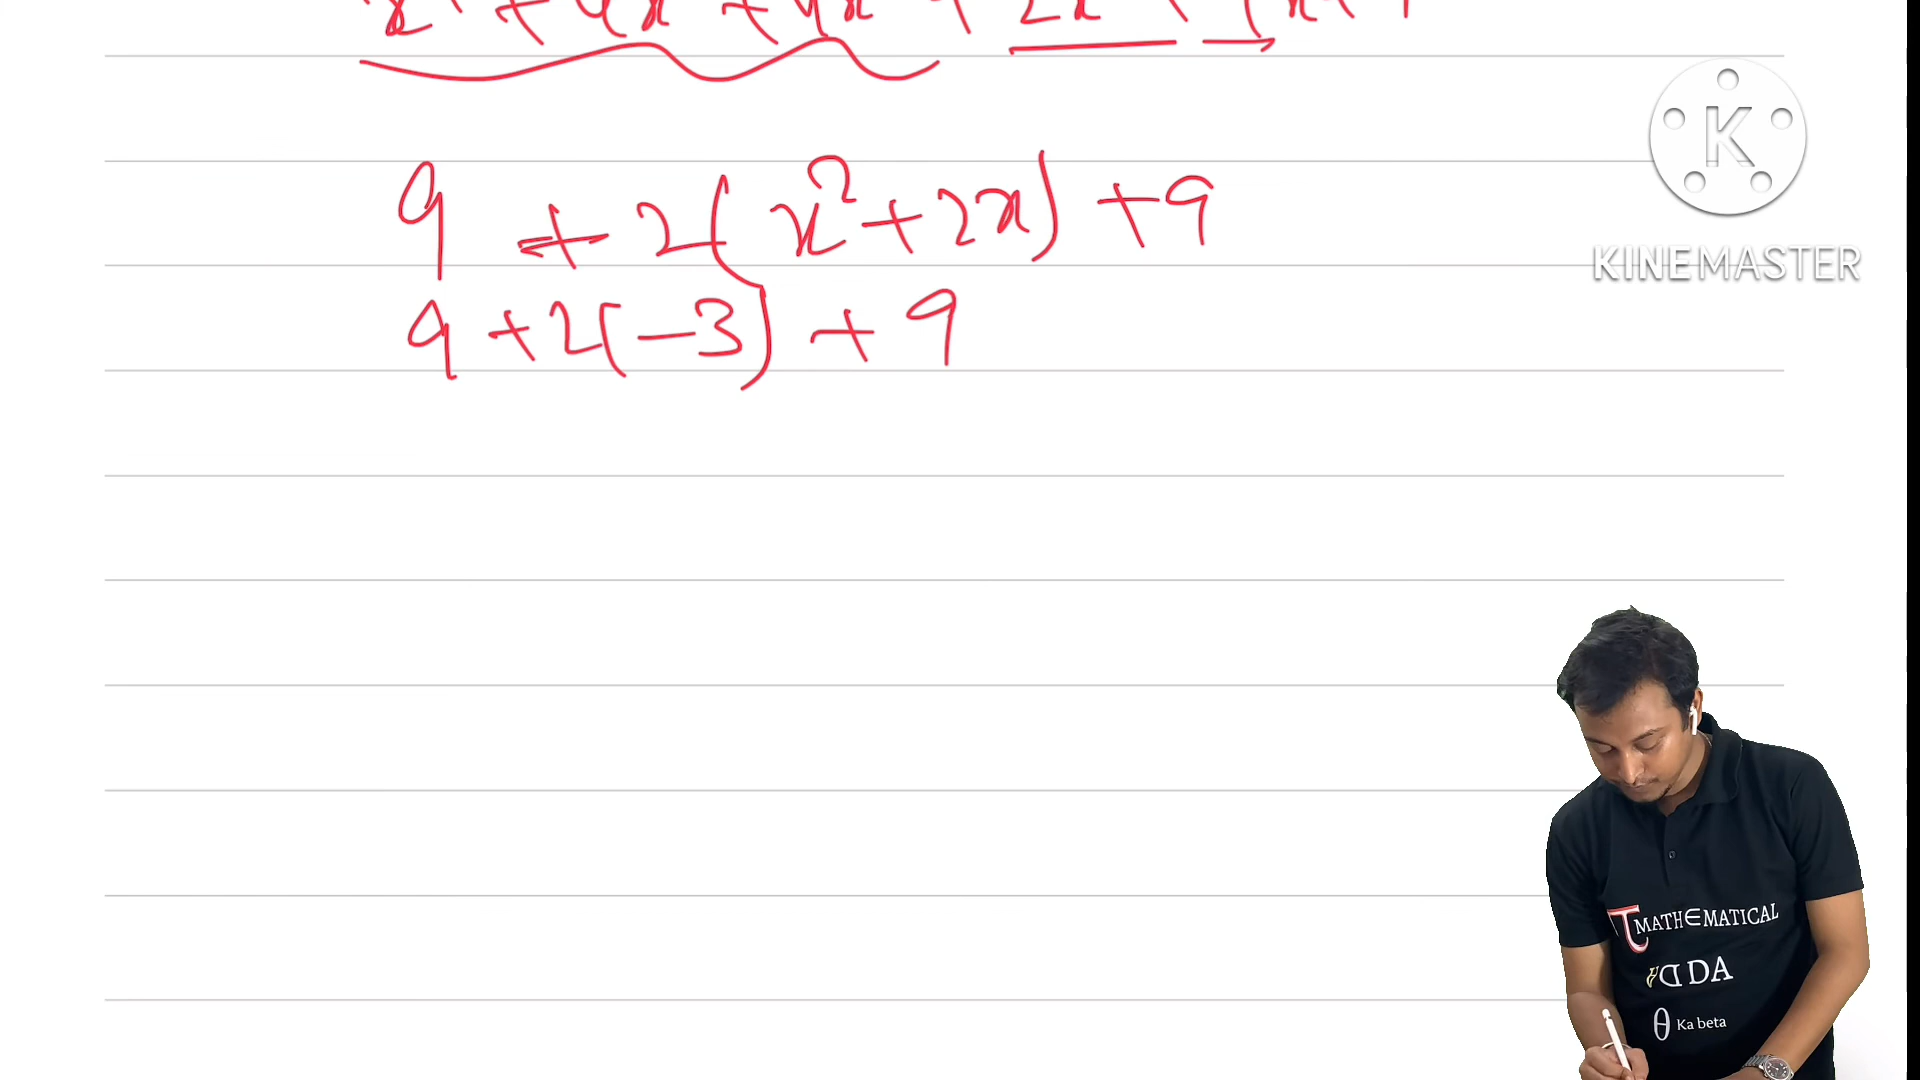 9 + 2(x² + 2x) + 9
9 + 2(-3) + 9
K
KINEMASTER
MATH∈MATICAL
DA
θ Ka beta